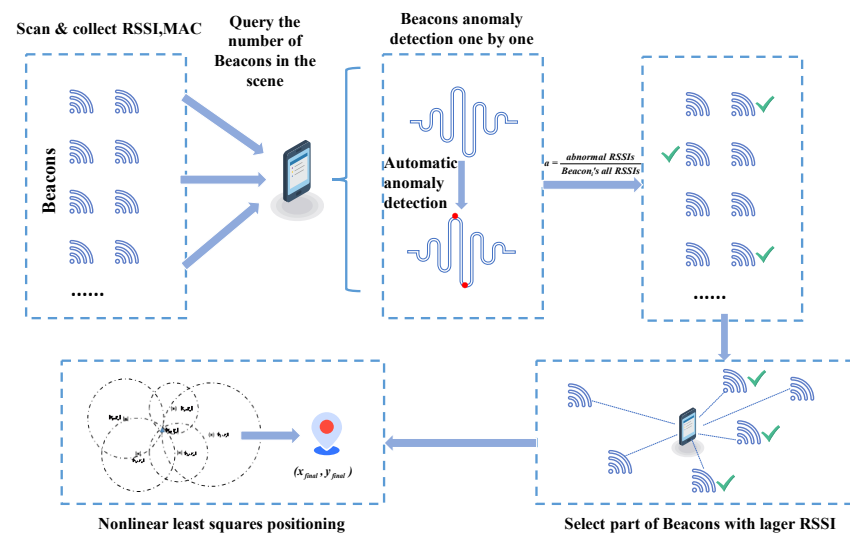 Scan & collect RSSI,MAC
Query the
number of
Beacons in the
scene
Beacons anomaly
detection one by one
Beacons
......
Automatic
anomaly
detection
a = abnormal RSSIs
Beacon_i's all RSSIs
......
(x_final, y_final)
Nonlinear least squares positioning
Select part of Beacons with lager RSSI